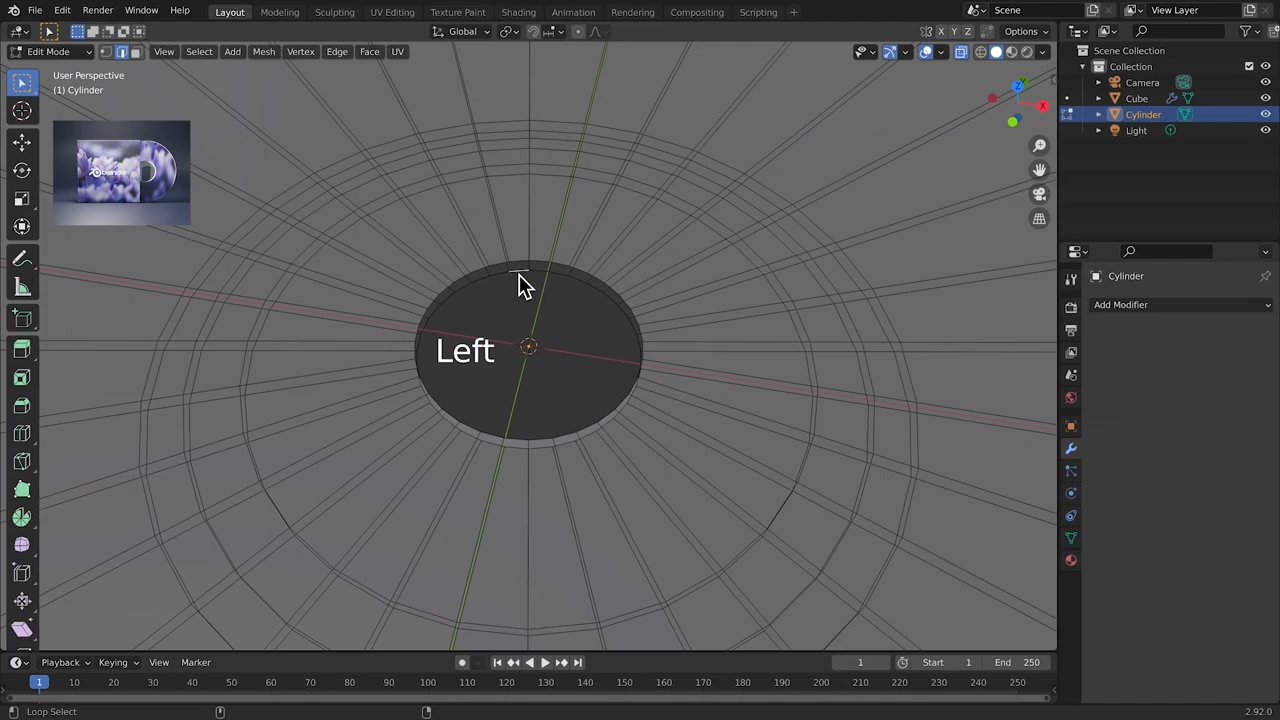 File Edit Render Window Help Layout Modeling Sculpting UV Editing Texture Paint Shading Animation Rendering Compositing Scripting + Scene View Layer
Global X Y Z Options
Edit Mode View Select Add Mesh Vertex Edge Face UV
Scene Collection
Collection
Camera
Cube
Cylinder
Light
User Perspective
(1) Cylinder
Z
Y
X
blender
Left
Cylinder
Add Modifier
Playback Keying View Marker 1 Start 1 End 250
1 10 20 30 40 50 60 70 80 90 100 110 120 130 140 150 160 170 180 190 200 210 220 230 240 250
Loop Select 2.92.0